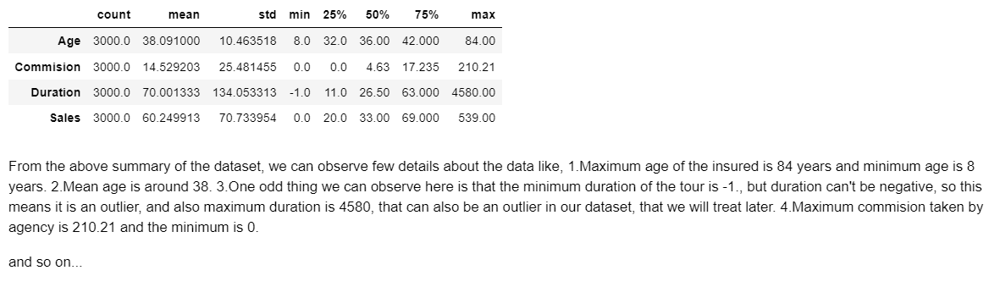 count mean std min 25% 50% 75% max
Age 3000.0 38.091000 10.463518 8.0 32.0 36.00 42.000 84.00
Commision 3000.0 14.529203 25.481455 0.0 0.0 4.63 17.235 210.21
Duration 3000.0 70.001333 134.053313 -1.0 11.0 26.50 63.000 4580.00
Sales 3000.0 60.249913 70.733954 0.0 20.0 33.00 69.000 539.00
From the above summary of the dataset, we can observe few details about the data like, 1.Maximum age of the insured is 84 years and minimum age is 8
years. 2.Mean age is around 38. 3.One odd thing we can observe here is that the minimum duration of the tour is -1., but duration can't be negative, so this
means it is an outlier, and also maximum duration is 4580, that can also be an outlier in our dataset, that we will treat later. 4.Maximum commision taken by
agency is 210.21 and the minimum is 0.
and so on...